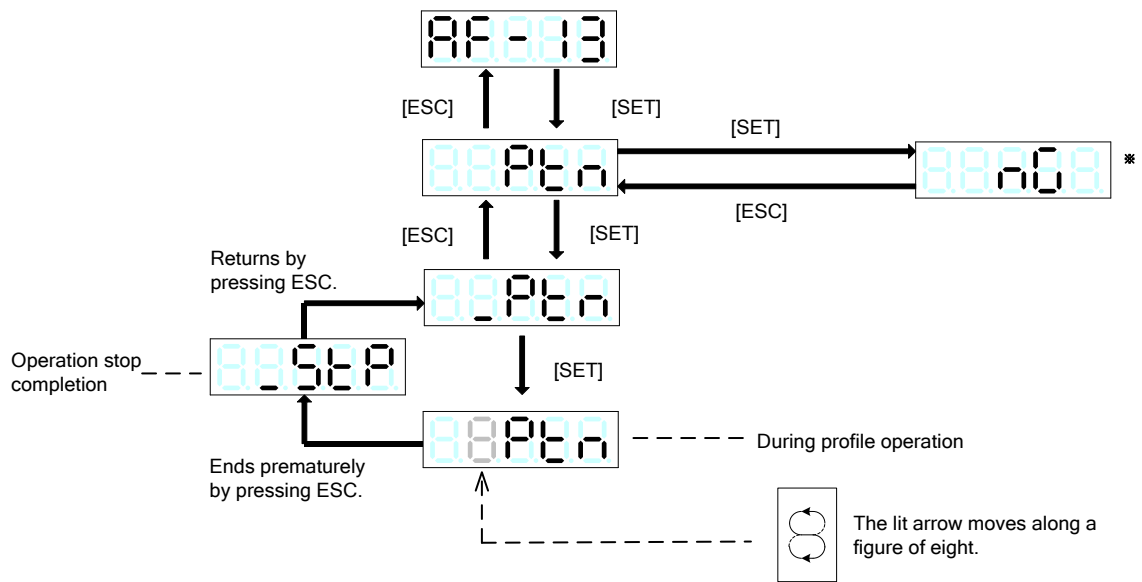 AF-13
[ESC]
[SET]
[SET]
Ptn
nG
※
[ESC]
[ESC]
[SET]
Returns by
pressing ESC.
_Ptn
Operation stop
completion
_StP
[SET]
Ptn
During profile operation
Ends prematurely
by pressing ESC.
The lit arrow moves along a
figure of eight.